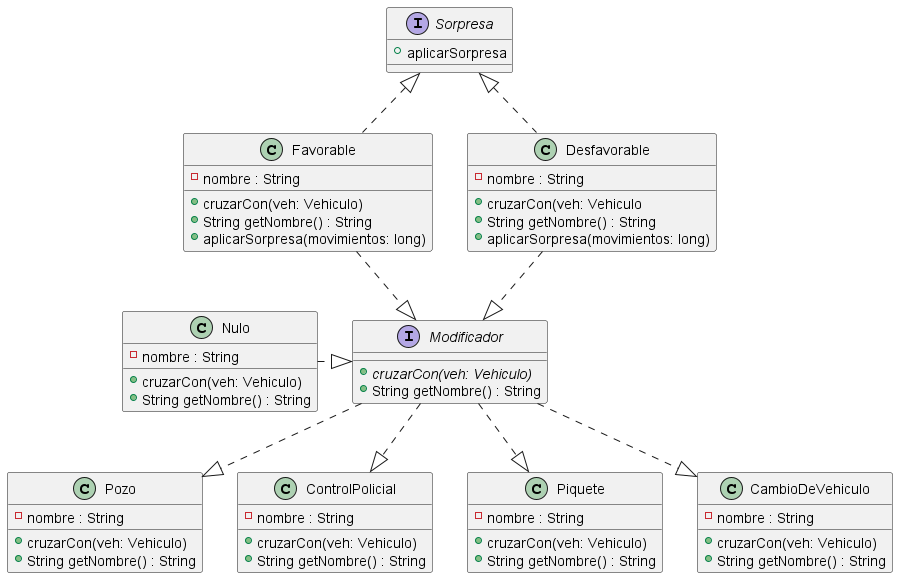 I Sorpresa
aplicarSorpresa
C Favorable
nombre : String
cruzarCon(veh: Vehiculo)
String getNombre() : String
aplicarSorpresa(movimientos: long)
C Desfavorable
nombre : String
cruzarCon(veh: Vehiculo
String getNombre() : String
aplicarSorpresa(movimientos: long)
C Nulo
nombre : String
cruzarCon(veh: Vehiculo)
String getNombre() : String
I Modificador
cruzarCon(veh: Vehiculo)
String getNombre() : String
C Pozo
nombre : String
cruzarCon(veh: Vehiculo)
String getNombre() : String
C ControlPolicial
nombre : String
cruzarCon(veh: Vehiculo)
String getNombre() : String
C Piquete
nombre : String
cruzarCon(veh: Vehiculo)
String getNombre() : String
C CambioDeVehiculo
nombre : String
cruzarCon(veh: Vehiculo)
String getNombre() : String